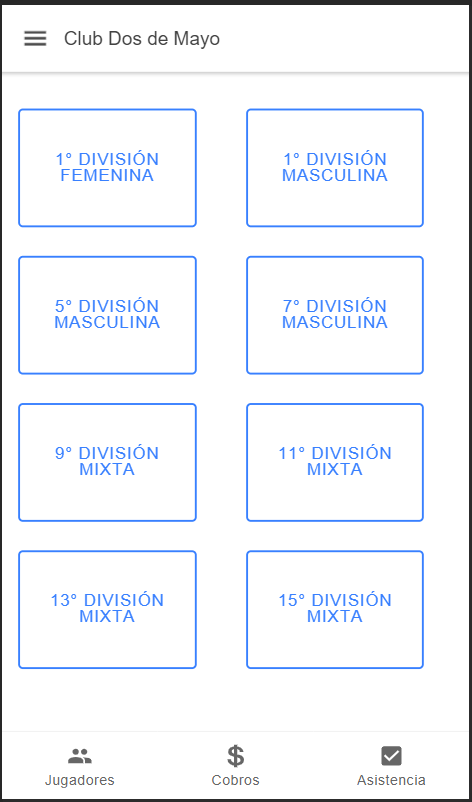 Club Dos de Mayo
1° DIVISIÓN
FEMENINA
1° DIVISIÓN
MASCULINA
5° DIVISIÓN
MASCULINA
7° DIVISIÓN
MASCULINA
9° DIVISIÓN
MIXTA
11° DIVISIÓN
MIXTA
13° DIVISIÓN
MIXTA
15° DIVISIÓN
MIXTA
Jugadores
Cobros
Asistencia